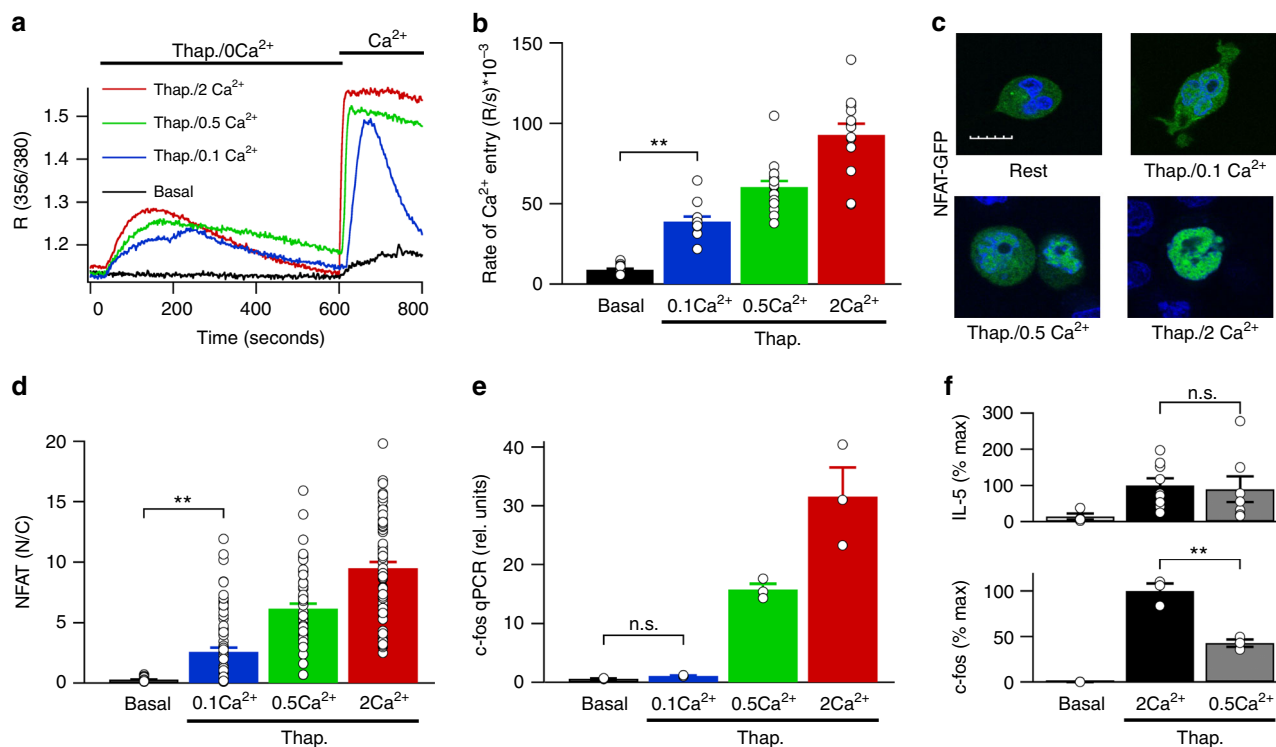 a
Thap./0Ca²⁺
Ca²⁺
Thap./2 Ca²⁺
Thap./0.5 Ca²⁺
Thap./0.1 Ca²⁺
Basal
R (356/380)
1.5
1.4
1.3
1.2
0
200
400
600
800
Time (seconds)
b
Rate of Ca²⁺ entry (R/s)*10⁻³
150
100
50
0
**
Basal
0.1Ca²⁺
0.5Ca²⁺
2Ca²⁺
Thap.
c
NFAT-GFP
Rest
Thap./0.1 Ca²⁺
Thap./0.5 Ca²⁺
Thap./2 Ca²⁺
d
NFAT (N/C)
20
15
10
5
0
**
Basal
0.1Ca²⁺
0.5Ca²⁺
2Ca²⁺
Thap.
e
c-fos qPCR (rel. units)
40
30
20
10
0
n.s.
Basal
0.1Ca²⁺
0.5Ca²⁺
2Ca²⁺
Thap.
f
IL-5 (% max)
300
200
100
0
n.s.
c-fos (% max)
100
50
0
**
Basal
2Ca²⁺
0.5Ca²⁺
Thap.